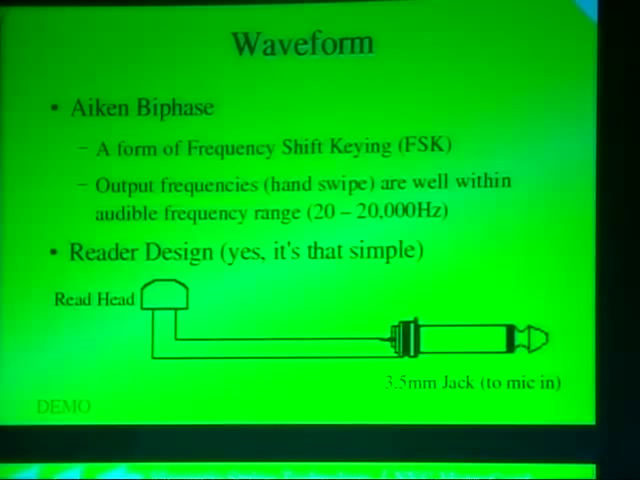 Waveform
• Aiken Biphase
– A form of Frequency Shift Keying (FSK)
– Output frequencies (hand swipe) are well within
audible frequency range (20 – 20,000Hz)
• Reader Design (yes, it's that simple)
Read Head
3.5mm Jack (to mic in)
DEMO